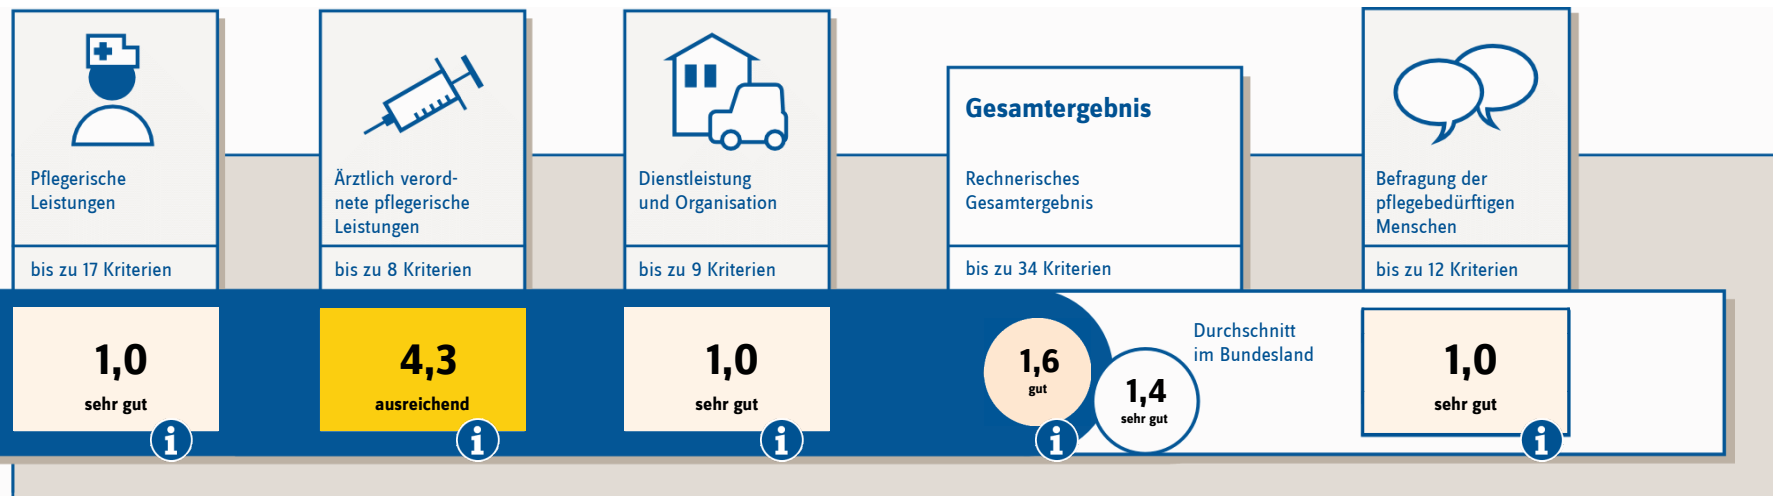 Pflegerische
Leistungen
bis zu 17 Kriterien
1,0
sehr gut
i
Ärztlich verord-
nete pflegerische
Leistungen
bis zu 8 Kriterien
4,3
ausreichend
i
Dienstleistung
und Organisation
bis zu 9 Kriterien
1,0
sehr gut
i
Gesamtergebnis
Rechnerisches
Gesamtergebnis
bis zu 34 Kriterien
1,6
gut
i
1,4
sehr gut
Durchschnitt
im Bundesland
Befragung der
pflegebedürftigen
Menschen
bis zu 12 Kriterien
1,0
sehr gut
i